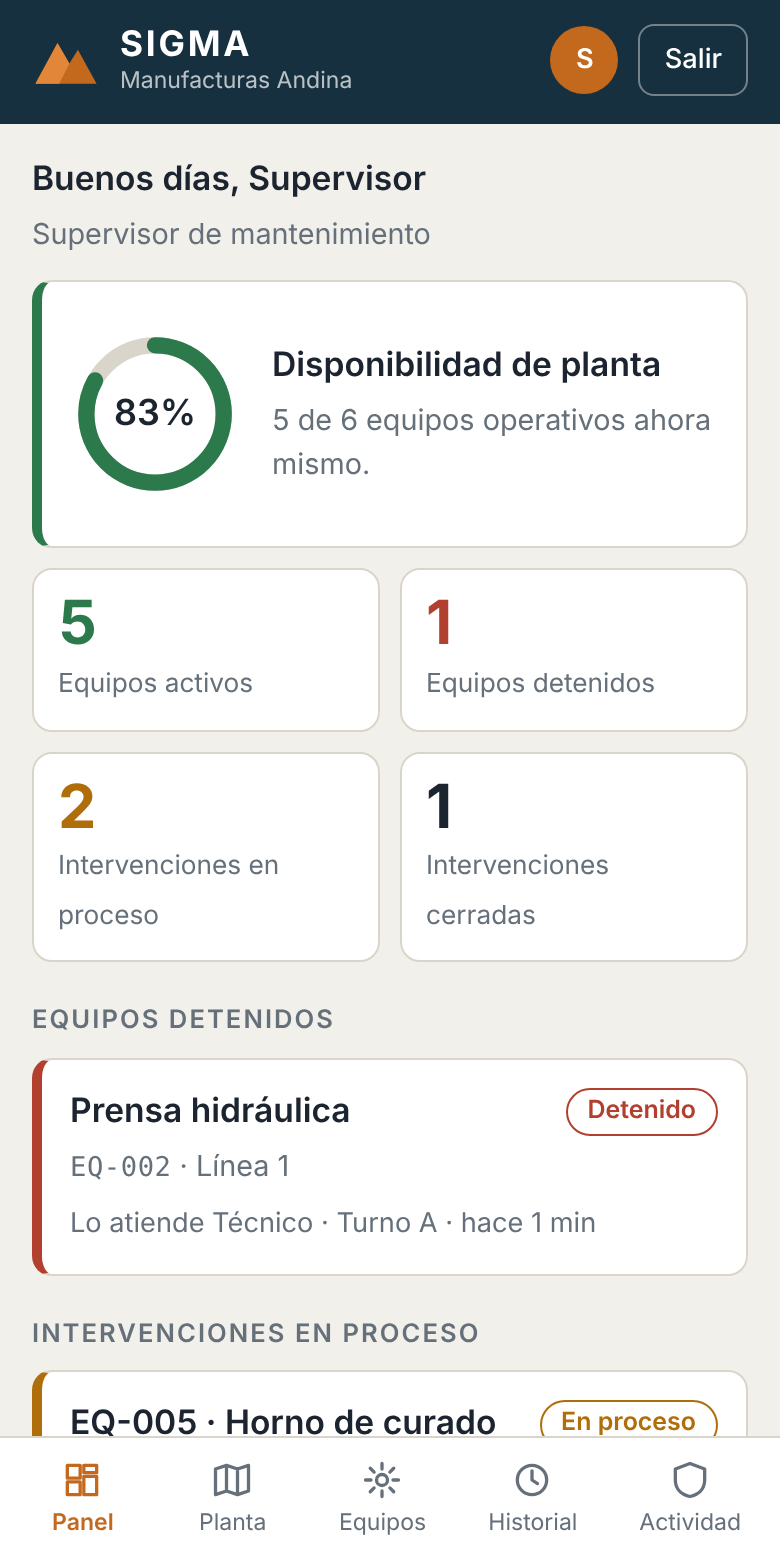 SIGMA
Manufacturas Andina
S
Salir
Buenos días, Supervisor
Supervisor de mantenimiento
83%
Disponibilidad de planta
5 de 6 equipos operativos ahora
mismo.
5
Equipos activos
1
Equipos detenidos
2
Intervenciones en
proceso
1
Intervenciones
cerradas
EQUIPOS DETENIDOS
Prensa hidráulica
Detenido
EQ-002 · Línea 1
Lo atiende Técnico · Turno A · hace 1 min
INTERVENCIONES EN PROCESO
EQ-005 · Horno de curado
En proceso
Panel
Planta
Equipos
Historial
Actividad